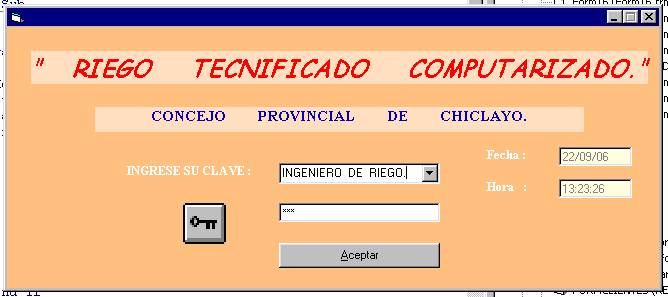 " RIEGO TECNIFICADO COMPUTARIZADO."
CONCEJO PROVINCIAL DE CHICLAYO.
INGRESE SU CLAVE :
INGENIERO DE RIEGO.
***
Aceptar
Fecha :
22/09/06
Hora :
13:23:26